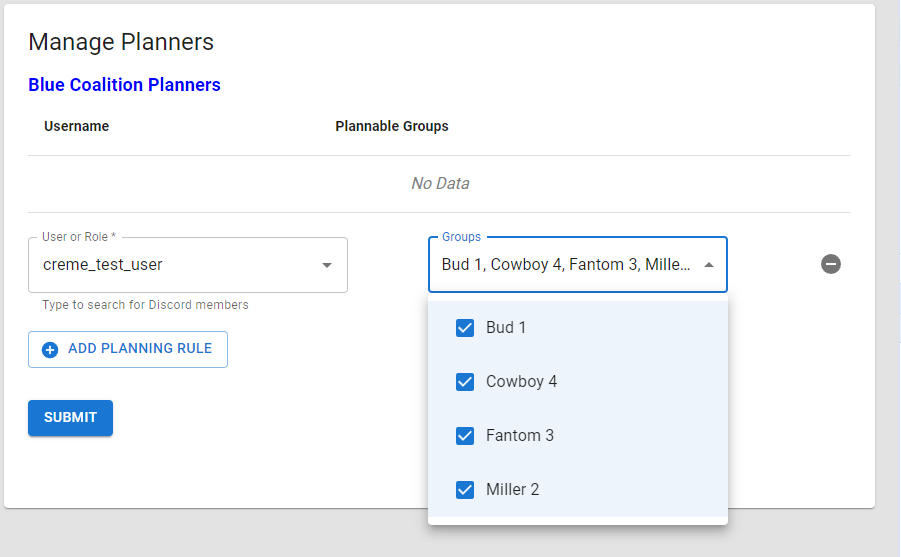 Manage Planners
Blue Coalition Planners
Username Plannable Groups
No Data
User or Role * Groups
creme_test_user Bud 1, Cowboy 4, Fantom 3, Mille...
Type to search for Discord members
Bud 1
ADD PLANNING RULE
Cowboy 4
SUBMIT
Fantom 3
Miller 2